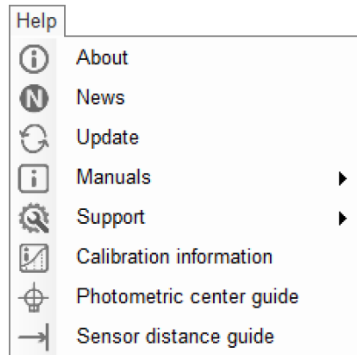 Help
About
News
Update
Manuals
Support
Calibration information
Photometric center guide
Sensor distance guide